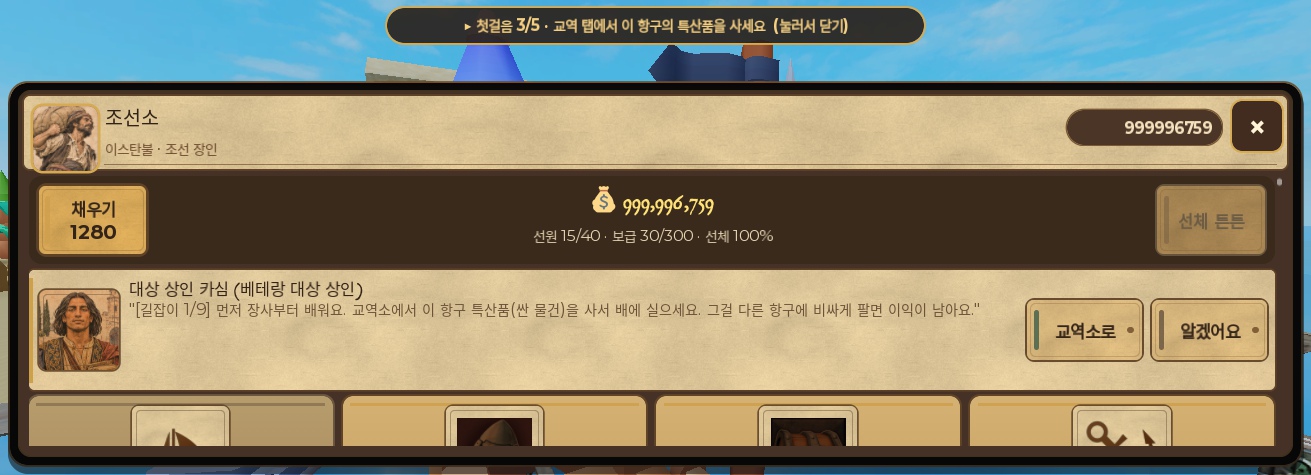 ▸ 첫걸음 3/5 · 교역 탭에서 이 항구의 특산품을 사세요 (눌러서 닫기)
조선소
이스탄불 · 조선 장인
999996759
×
채우기
1280
999,996,759
선원 15/40 · 보급 30/300 · 선체 100%
선체 튼튼
대상 상인 카심 (베테랑 대상 상인)
"[길잡이 1/9] 먼저 장사부터 배워요. 교역소에서 이 항구 특산품(싼 물건)을 사서 배에 실으세요. 그걸 다른 항구에 비싸게 팔면 이익이 남아요."
교역소로
알겠어요